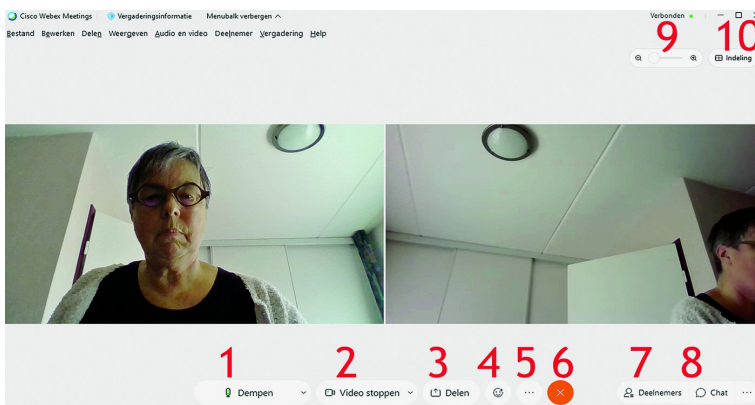 Cisco Webex Meetings Vergaderingsinformatie Menubalk verbergen Verbonden
Bestand Bewerken Delen Weergeven Audio en video Deelnemer Vergadering Help
9 10
Indeling
1 2 3 4 5 6 7 8
Dempen Video stoppen Delen ... Deelnemers Chat ...